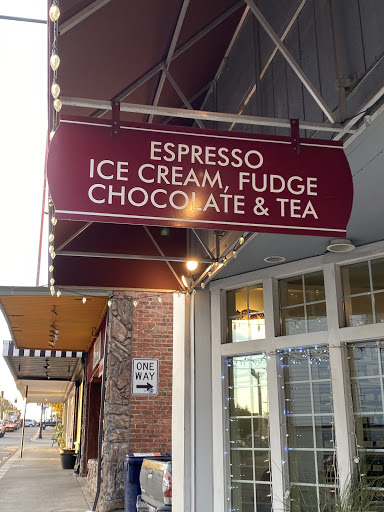 ESPRESSO
ICE CREAM, FUDGE
CHOCOLATE & TEA
ONE
WAY